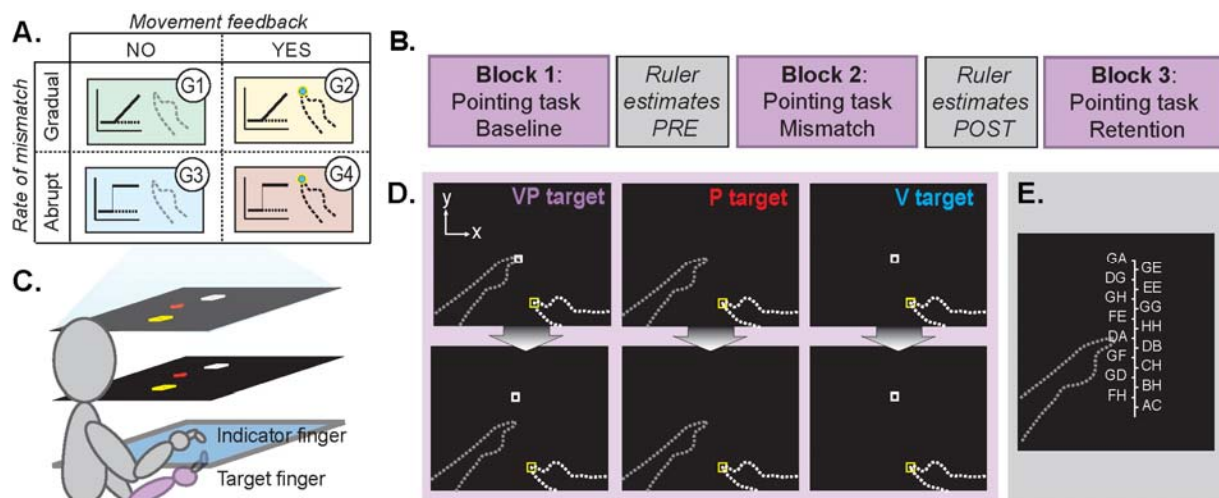 A.
Movement feedback
NO YES
Rate of mismatch
Gradual
Abrupt
G1
G2
G3
G4
B.
Block 1:
Pointing task
Baseline
Ruler
estimates
PRE
Block 2:
Pointing task
Mismatch
Ruler
estimates
POST
Block 3:
Pointing task
Retention
C.
Indicator finger
Target finger
D.
VP target
P target
V target
y
x
E.
GA
GE
DG
EE
GH
GG
FE
HH
DA
DB
GF
CH
GD
BH
FH
AC